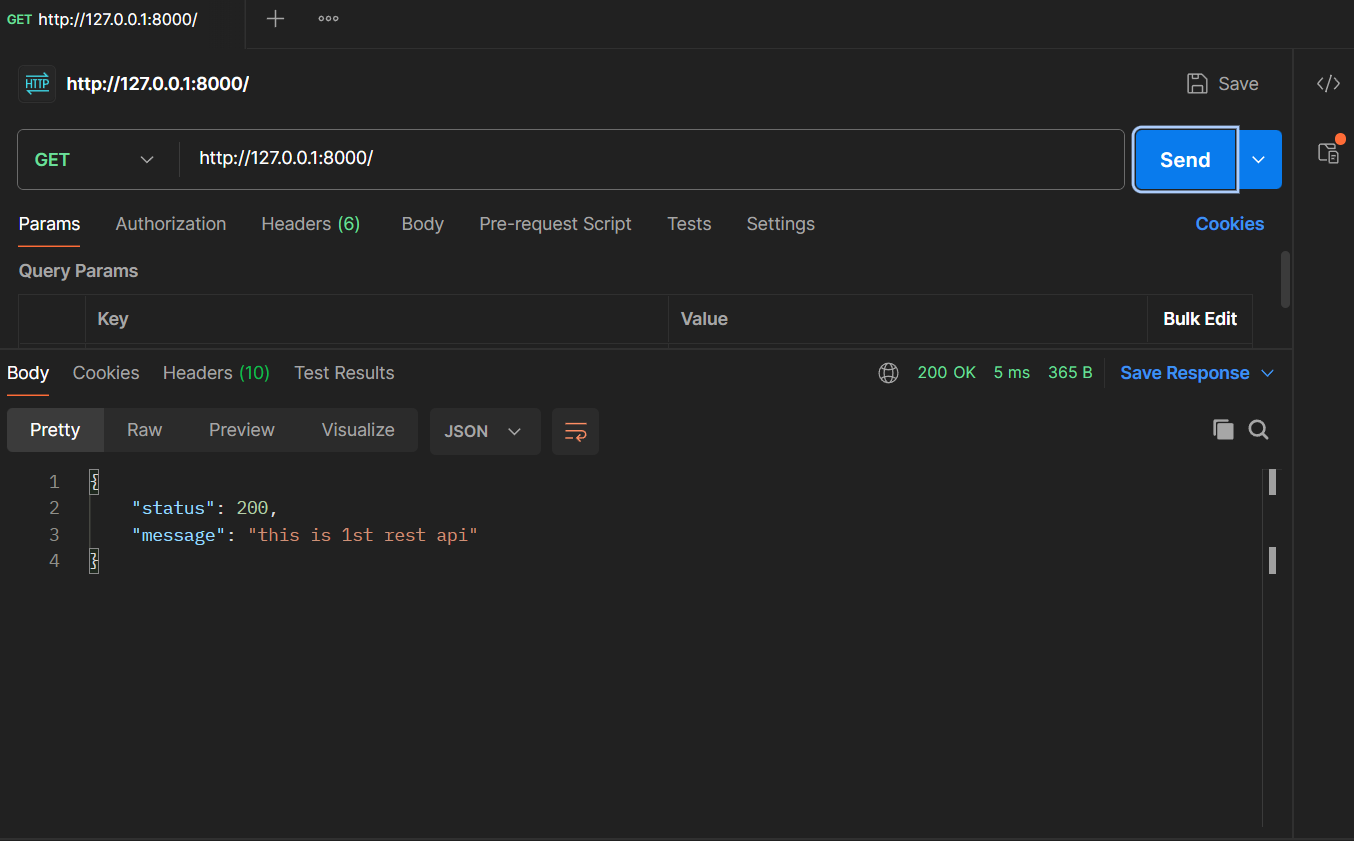 GET http://127.0.0.1:8000/
HTTP http://127.0.0.1:8000/ Save
GET http://127.0.0.1:8000/ Send
Params Authorization Headers (6) Body Pre-request Script Tests Settings Cookies
Query Params
Key Value Bulk Edit
Body Cookies Headers (10) Test Results 200 OK 5 ms 365 B Save Response
Pretty Raw Preview Visualize JSON
1 {
2 "status": 200,
3 "message": "this is 1st rest api"
4 }